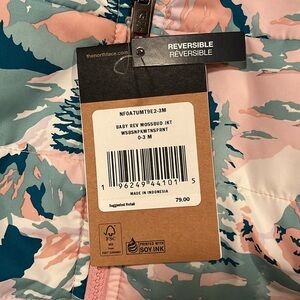 thenorthface.com
REVERSIBLE
RÉVERSIBLE
NF0A7UMT9E2-3M
BABY REV MOSSBUD JKT
0-3 M
1 96249 44101 5
MADE IN INDONESIA
Suggested Retail
79.00
FSC
PRINTED WITH
SOY INK